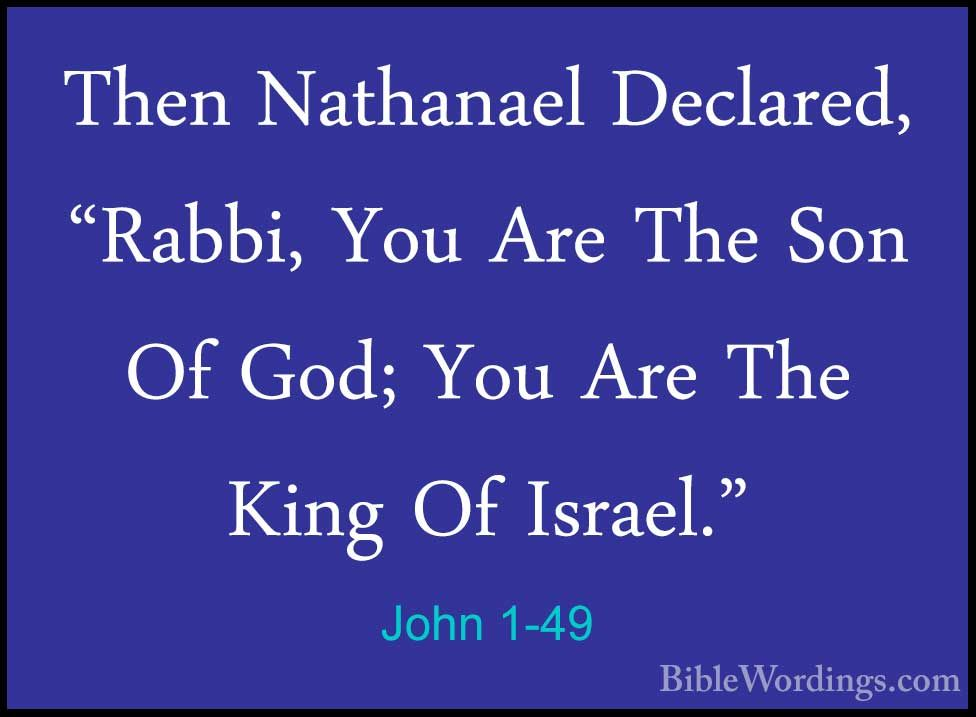 Then Nathanael Declared,
“Rabbi, You Are The Son
Of God; You Are The
King Of Israel.”
John 1-49
BibleWordings.com